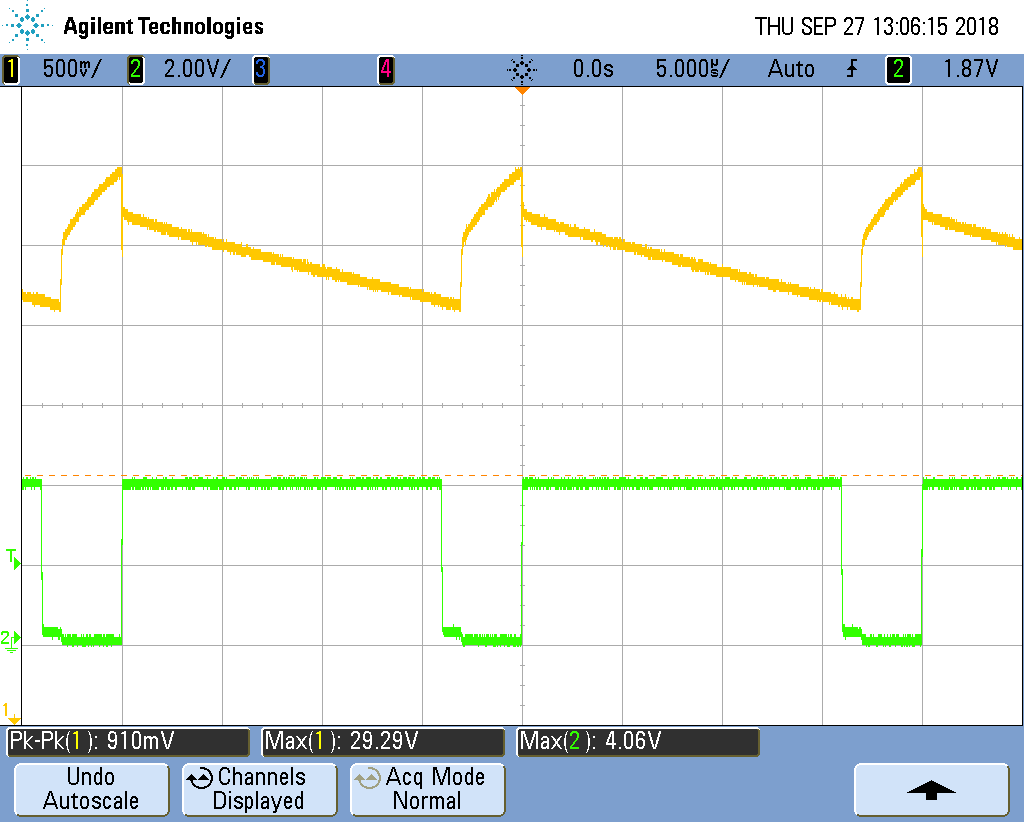 Agilent Technologies
THU SEP 27 13:06:15 2018
1 500mV/ 2 2.00V/ 3 4 0.0s 5.000µs/ Auto 2 1.87V
T
2
1
Pk-Pk(1): 910mV Max(1): 29.29V Max(2): 4.06V
Undo
Autoscale
Channels
Displayed
Acq Mode
Normal